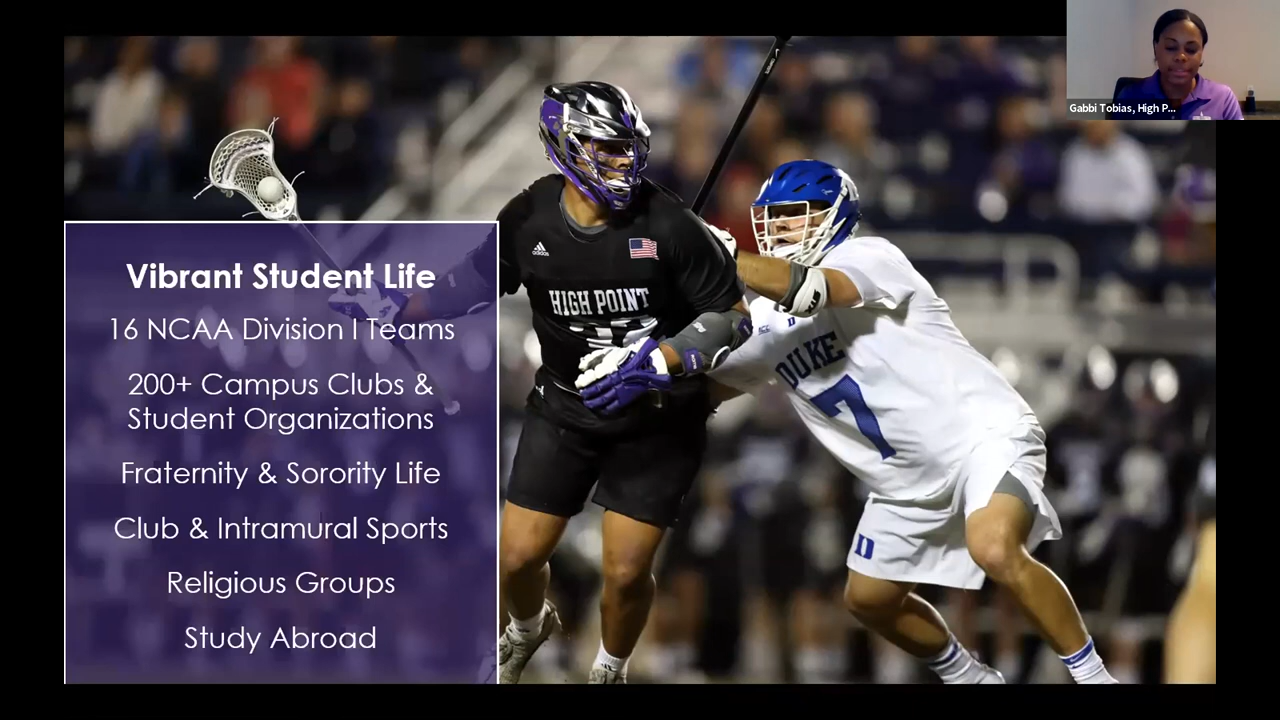 Gabbi Tobias, High P...
Vibrant Student Life
16 NCAA Division I Teams
200+ Campus Clubs &
Student Organizations
Fraternity & Sorority Life
Club & Intramural Sports
Religious Groups
Study Abroad
adidas
HIGH POINT
DUKE
7
D
D